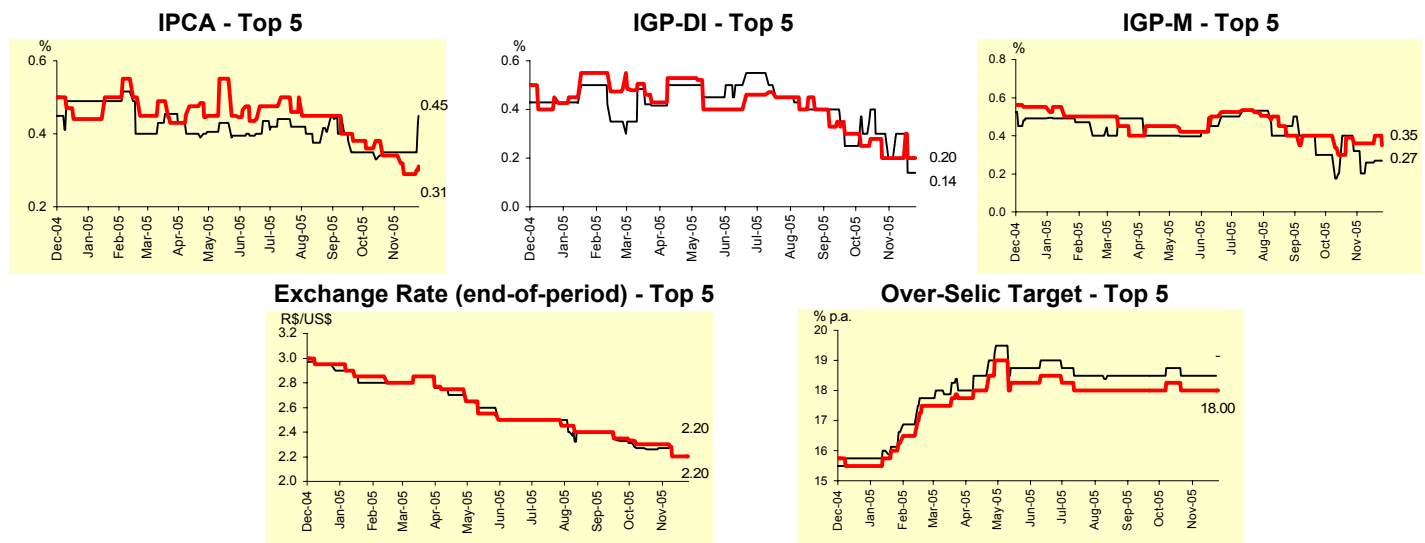 IPCA - Top 5
%
0.6
0.4
0.2
0.45
0.31
Dec-04
Jan-05
Feb-05
Mar-05
Apr-05
May-05
Jun-05
Jul-05
Aug-05
Sep-05
Oct-05
Nov-05
IGP-DI - Top 5
%
0.6
0.4
0.2
0.0
0.20
0.14
Dec-04
Jan-05
Feb-05
Mar-05
Apr-05
May-05
Jun-05
Jul-05
Aug-05
Sep-05
Oct-05
Nov-05
IGP-M - Top 5
%
0.8
0.6
0.4
0.2
0.0
0.35
0.27
Dec-04
Jan-05
Feb-05
Mar-05
Apr-05
May-05
Jun-05
Jul-05
Aug-05
Sep-05
Oct-05
Nov-05
Exchange Rate (end-of-period) - Top 5
R$/US$
3.2
3.0
2.8
2.6
2.4
2.2
2.0
2.20
2.20
Dec-04
Jan-05
Feb-05
Mar-05
Apr-05
May-05
Jun-05
Jul-05
Aug-05
Sep-05
Oct-05
Nov-05
Over-Selic Target - Top 5
% p.a.
20
19
18
17
16
15
-
18.00
Dec-04
Jan-05
Feb-05
Mar-05
Apr-05
May-05
Jun-05
Jul-05
Aug-05
Sep-05
Oct-05
Nov-05